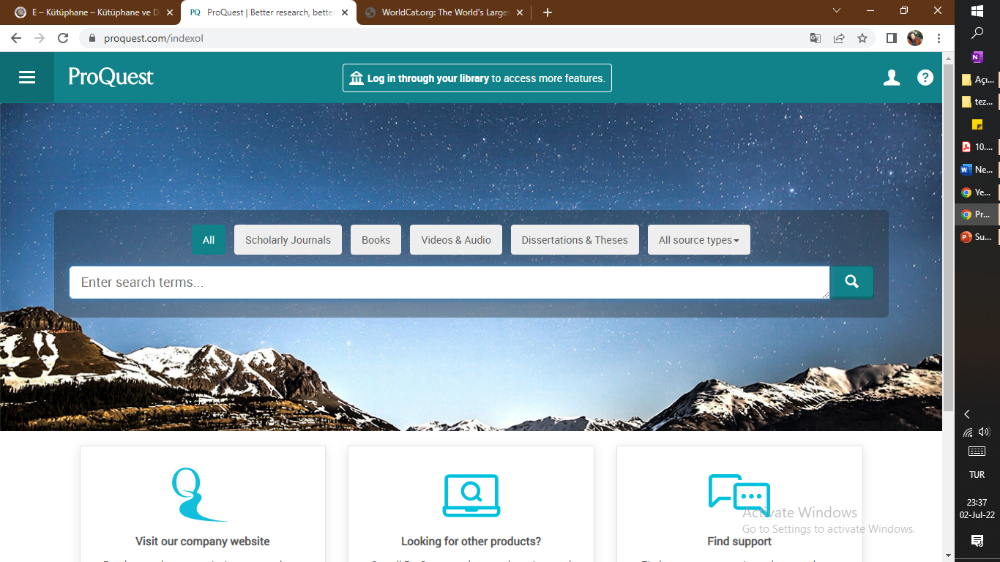 E – Kütüphane – Kütüphane ve D
PQ ProQuest | Better research, better
WorldCat.org: The World's Larges
proquest.com/indexol
ProQuest
Log in through your library to access more features.
?
All
Scholarly Journals
Books
Videos & Audio
Dissertations & Theses
All source types
Enter search terms...
Visit our company website
Looking for other products?
Find support
Activate Windows
Go to Settings to activate Windows.
N
Açı...
tez...
10....
Ne...
Ye...
Pr...
Su...
TUR
23:37
02-Jul-22